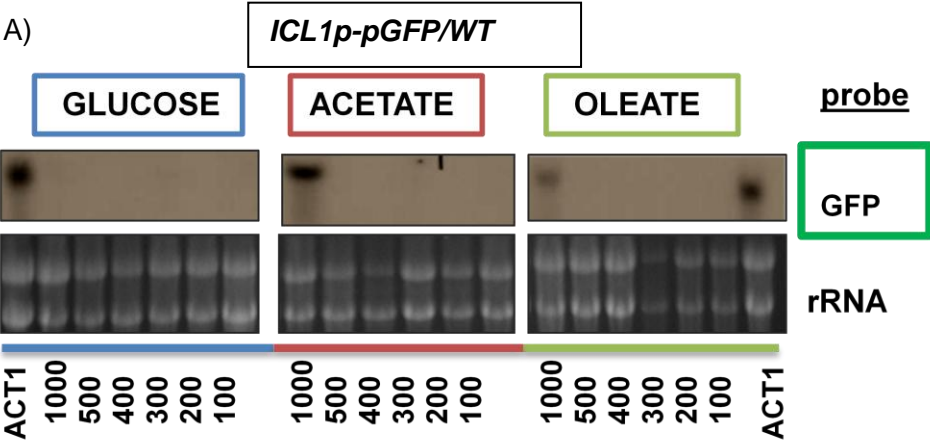 A)
ICL1p-pGFP/WT
GLUCOSE
ACETATE
OLEATE
probe
GFP
rRNA
ACT1
1000
500
400
300
200
100
1000
500
400
300
200
100
1000
500
400
300
200
100
ACT1